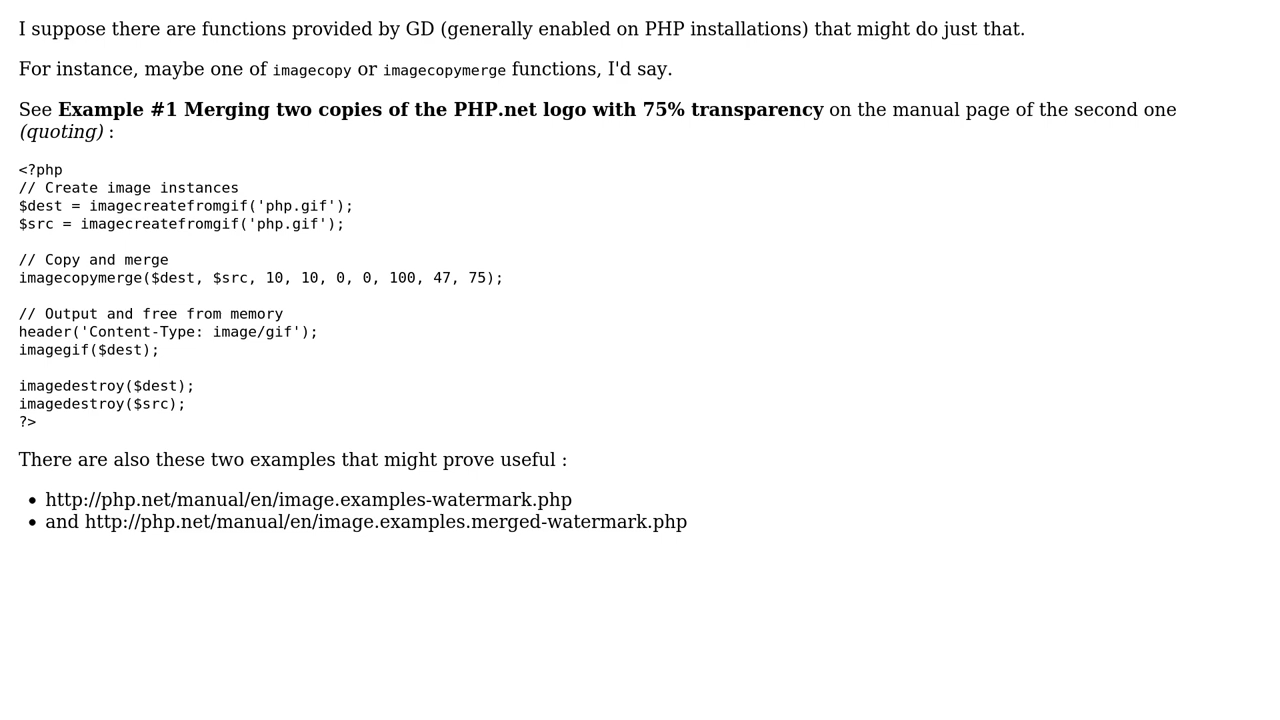 I suppose there are functions provided by GD (generally enabled on PHP installations) that might do just that.
For instance, maybe one of imagecopy or imagecopymerge functions, I'd say.
See Example #1 Merging two copies of the PHP.net logo with 75% transparency on the manual page of the second one
(quoting) :
<?php
// Create image instances
$dest = imagecreatefromgif('php.gif');
$src = imagecreatefromgif('php.gif');

// Copy and merge
imagecopymerge($dest, $src, 10, 10, 0, 0, 100, 47, 75);

// Output and free from memory
header('Content-Type: image/gif');
imagegif($dest);

imagedestroy($dest);
imagedestroy($src);
?>
There are also these two examples that might prove useful :
• http://php.net/manual/en/image.examples-watermark.php
• and http://php.net/manual/en/image.examples.merged-watermark.php